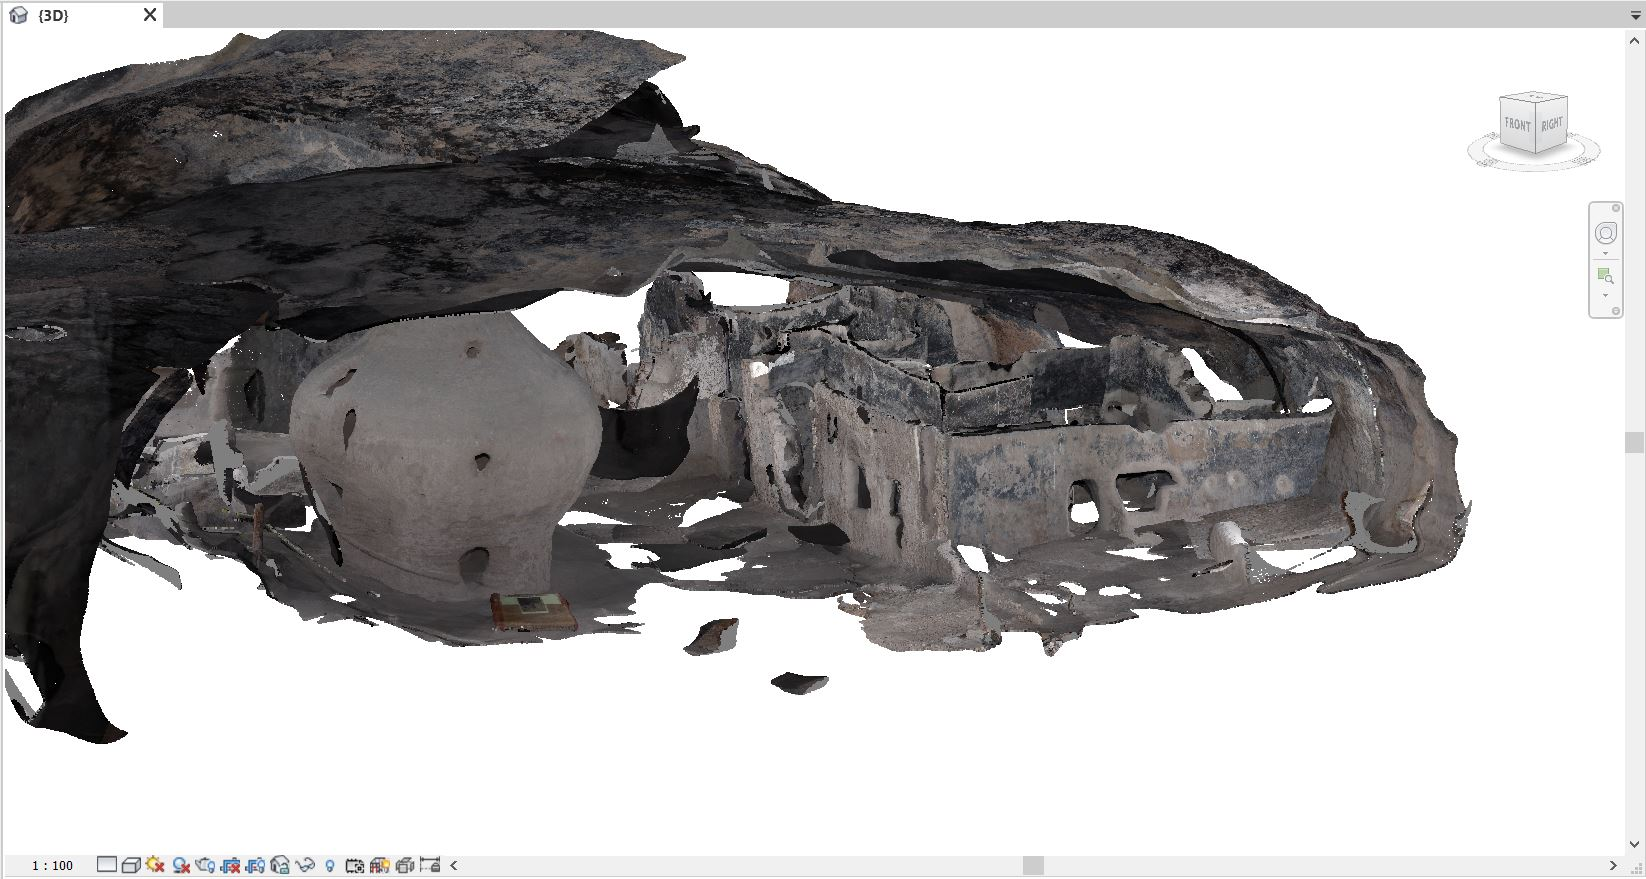 {3D}
FRONT
RIGHT
1 : 100